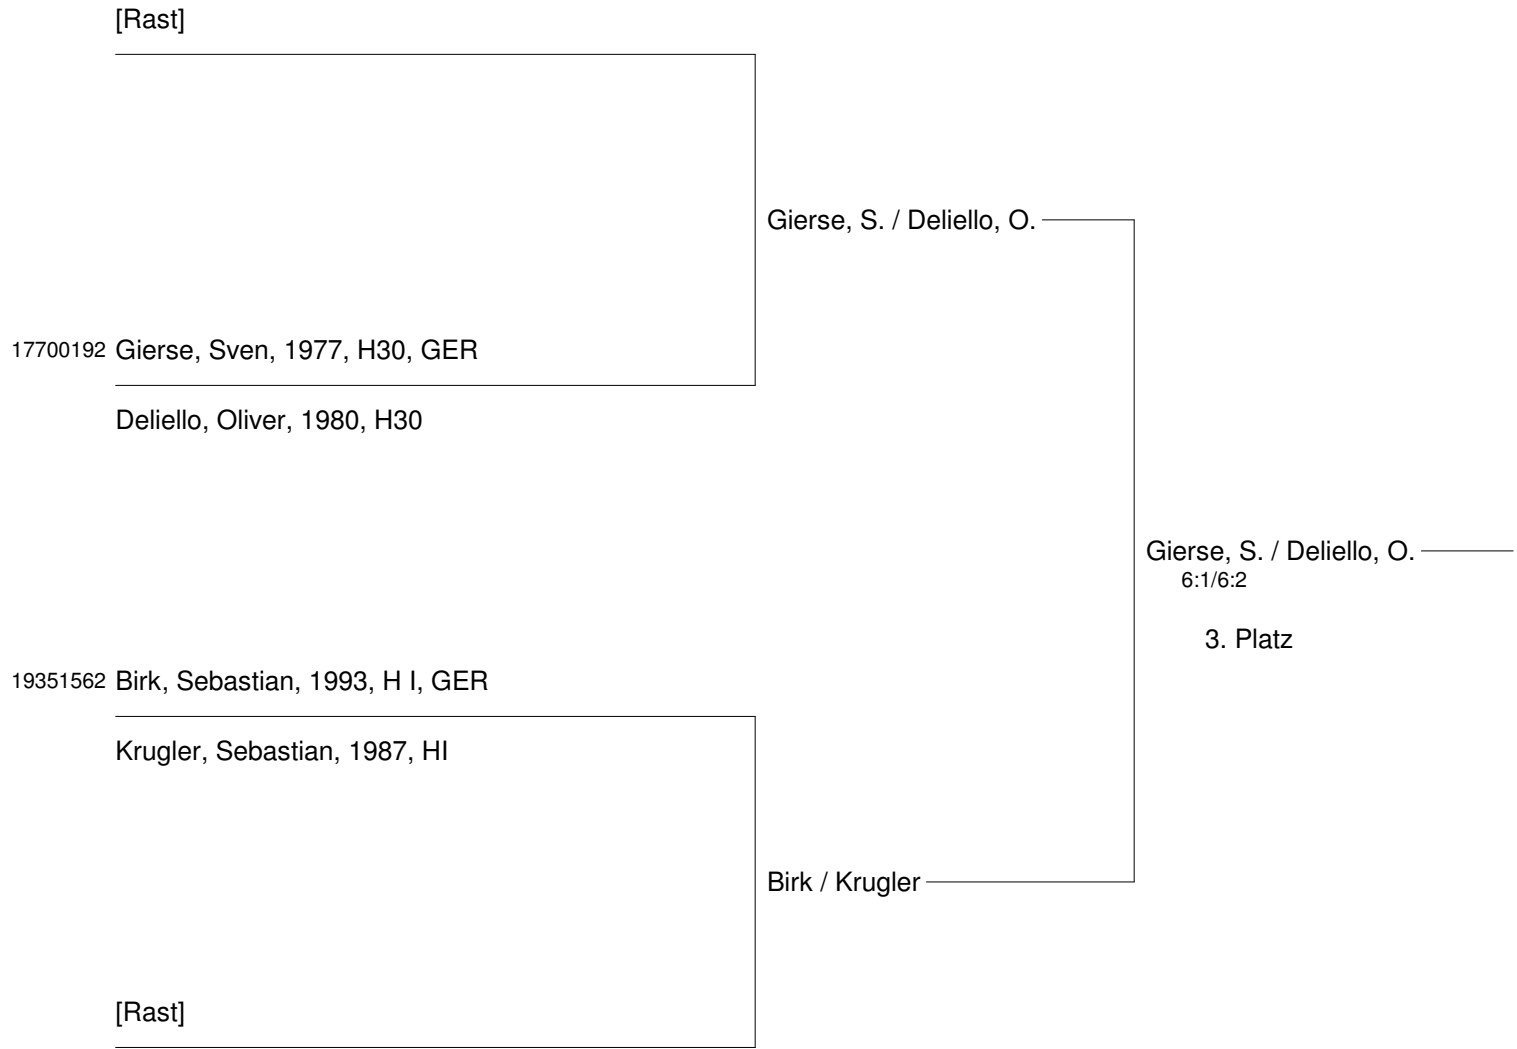 [Rast]
Gierse, S. / Deliello, O.
17700192 Gierse, Sven, 1977, H30, GER
Deliello, Oliver, 1980, H30
Gierse, S. / Deliello, O.
6:1/6:2
3. Platz
19351562 Birk, Sebastian, 1993, H I, GER
Krugler, Sebastian, 1987, HI
Birk / Krugler
[Rast]